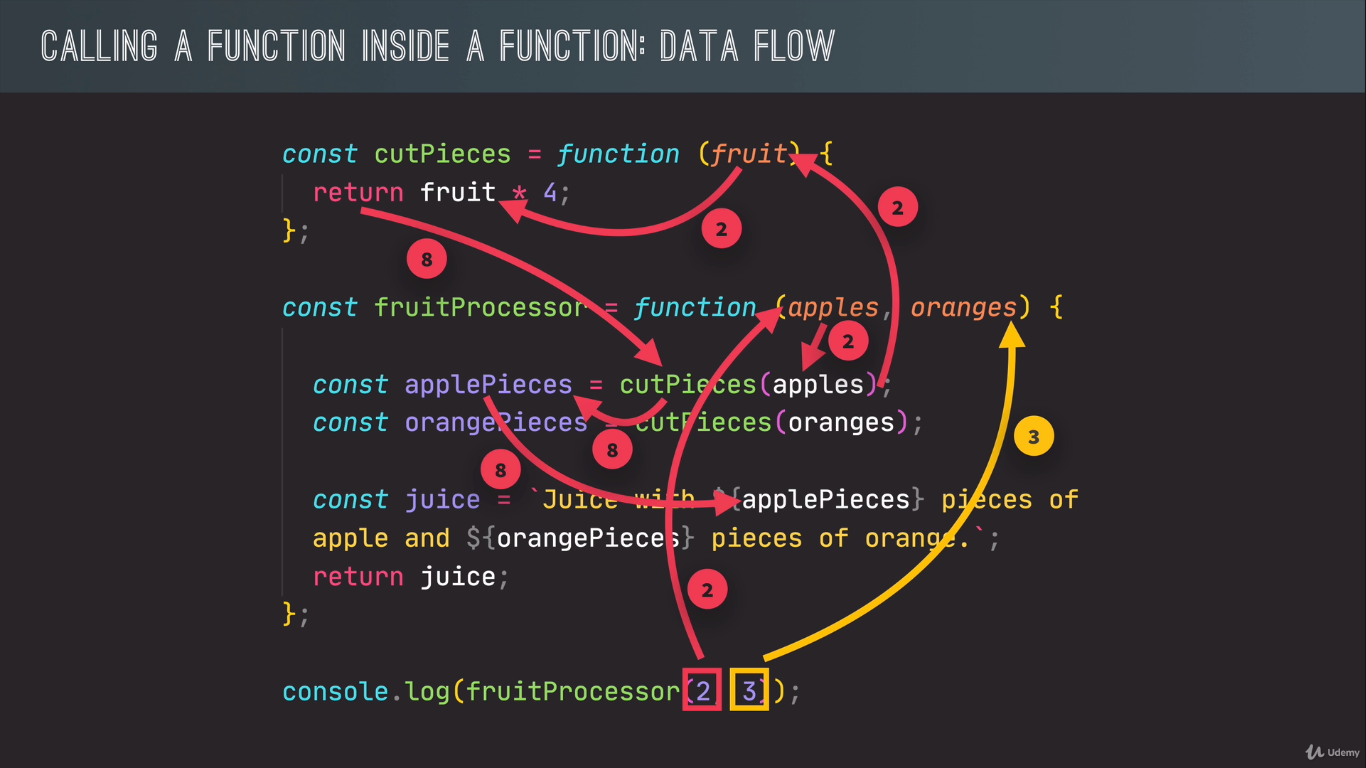 CALLING A FUNCTION INSIDE A FUNCTION: DATA FLOW
const cutPieces = function (fruit) {
return fruit * 4;
};
2
2
8
const fruitProcessor = function (apples, oranges) {
2
const applePieces = cutPieces(apples);
const orangePieces = cutPieces(oranges);
3
8
8
const juice = `Juice with ${applePieces} pieces of
apple and ${orangePieces} pieces of orange.`;
return juice;
2
};
console.log(fruitProcessor(2, 3));
Udemy